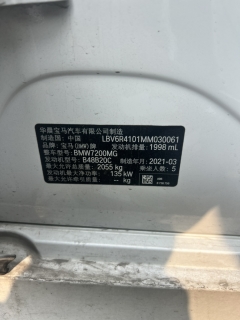 华晨宝马汽车有限公司制造
制造国: 中国 LBV6R4101MM030061
品牌: 宝马(BMW)牌 发动机排量: 1998 mL
整车型号: BMW7200MG
发动机型号: B48B20C 制造年月: 2021-03
最大允许总质量: 2055 kg 乘坐人数: 5
发动机最大净功率: 135 kW
kg